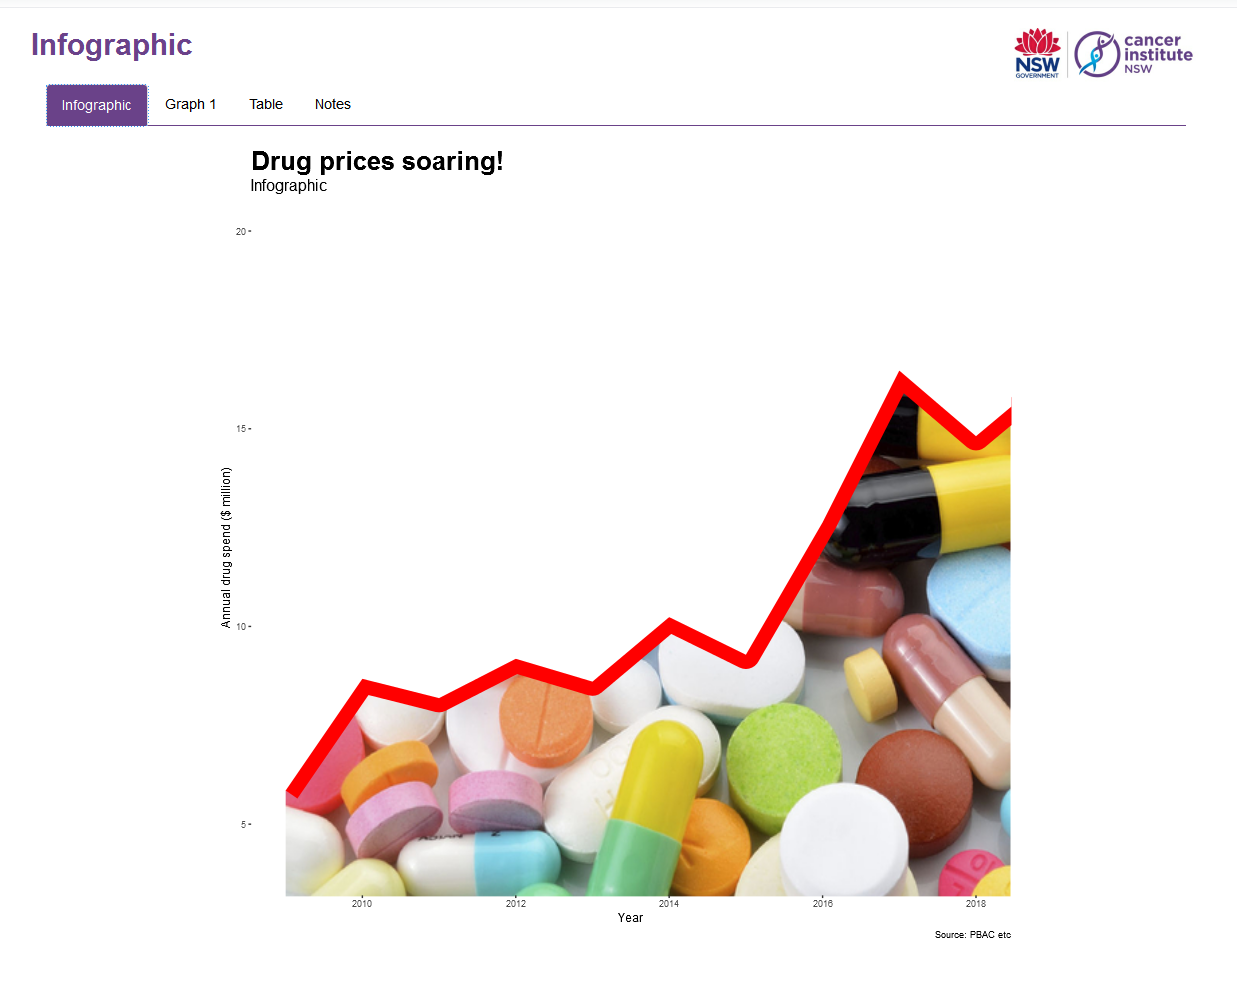 Infographic
NSW
GOVERNMENT
cancer
institute
NSW
Infographic
Graph 1
Table
Notes
Drug prices soaring!
Infographic
20
15
10
5
Annual drug spend ($ million)
2010
2012
2014
2016
2018
Year
Source: PBAC etc